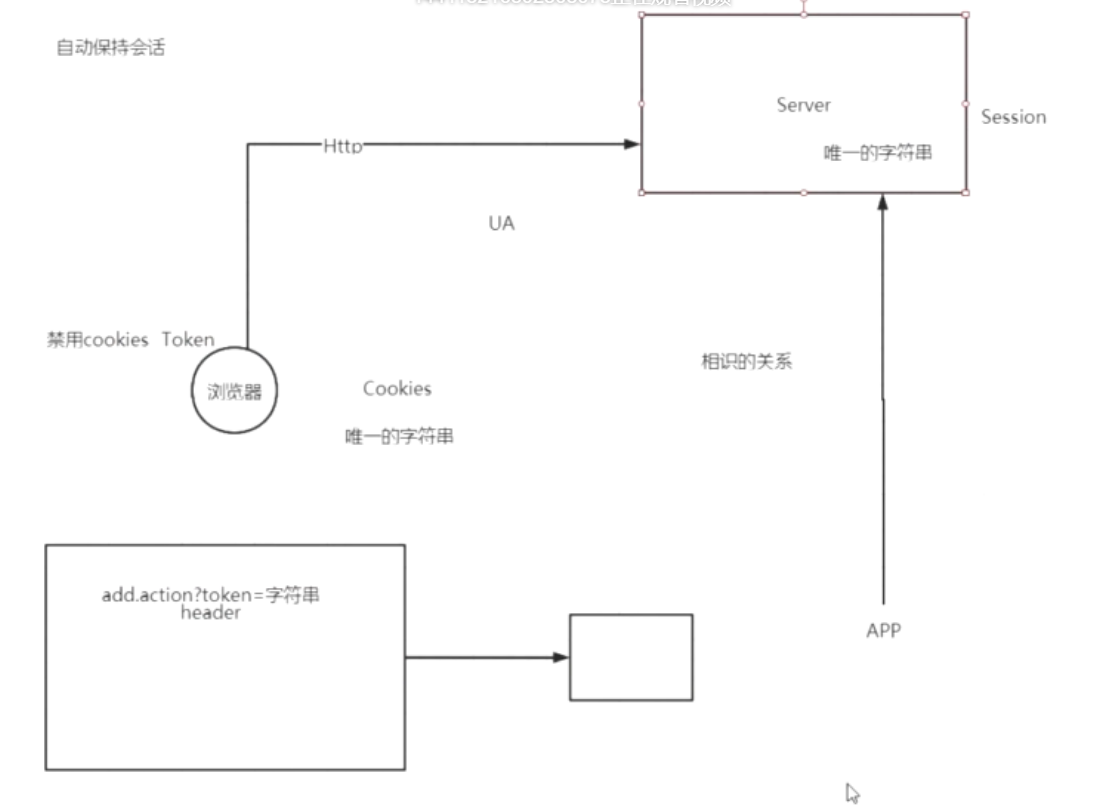 自动保持会话
Server
Session
Http
唯一的字符串
UA
禁用cookies Token
相识的关系
浏览器
Cookies
唯一的字符串
add.action?token=字符串
header
APP